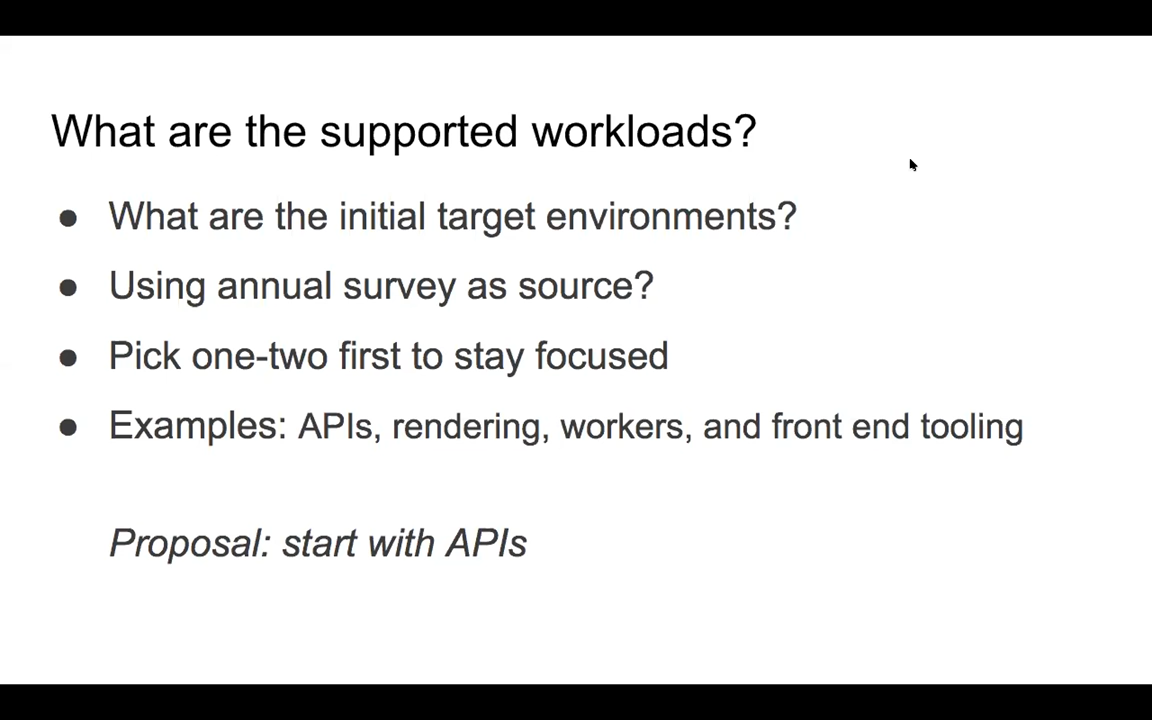 What are the supported workloads?
● What are the initial target environments?
● Using annual survey as source?
● Pick one-two first to stay focused
● Examples: APIs, rendering, workers, and front end tooling
Proposal: start with APIs